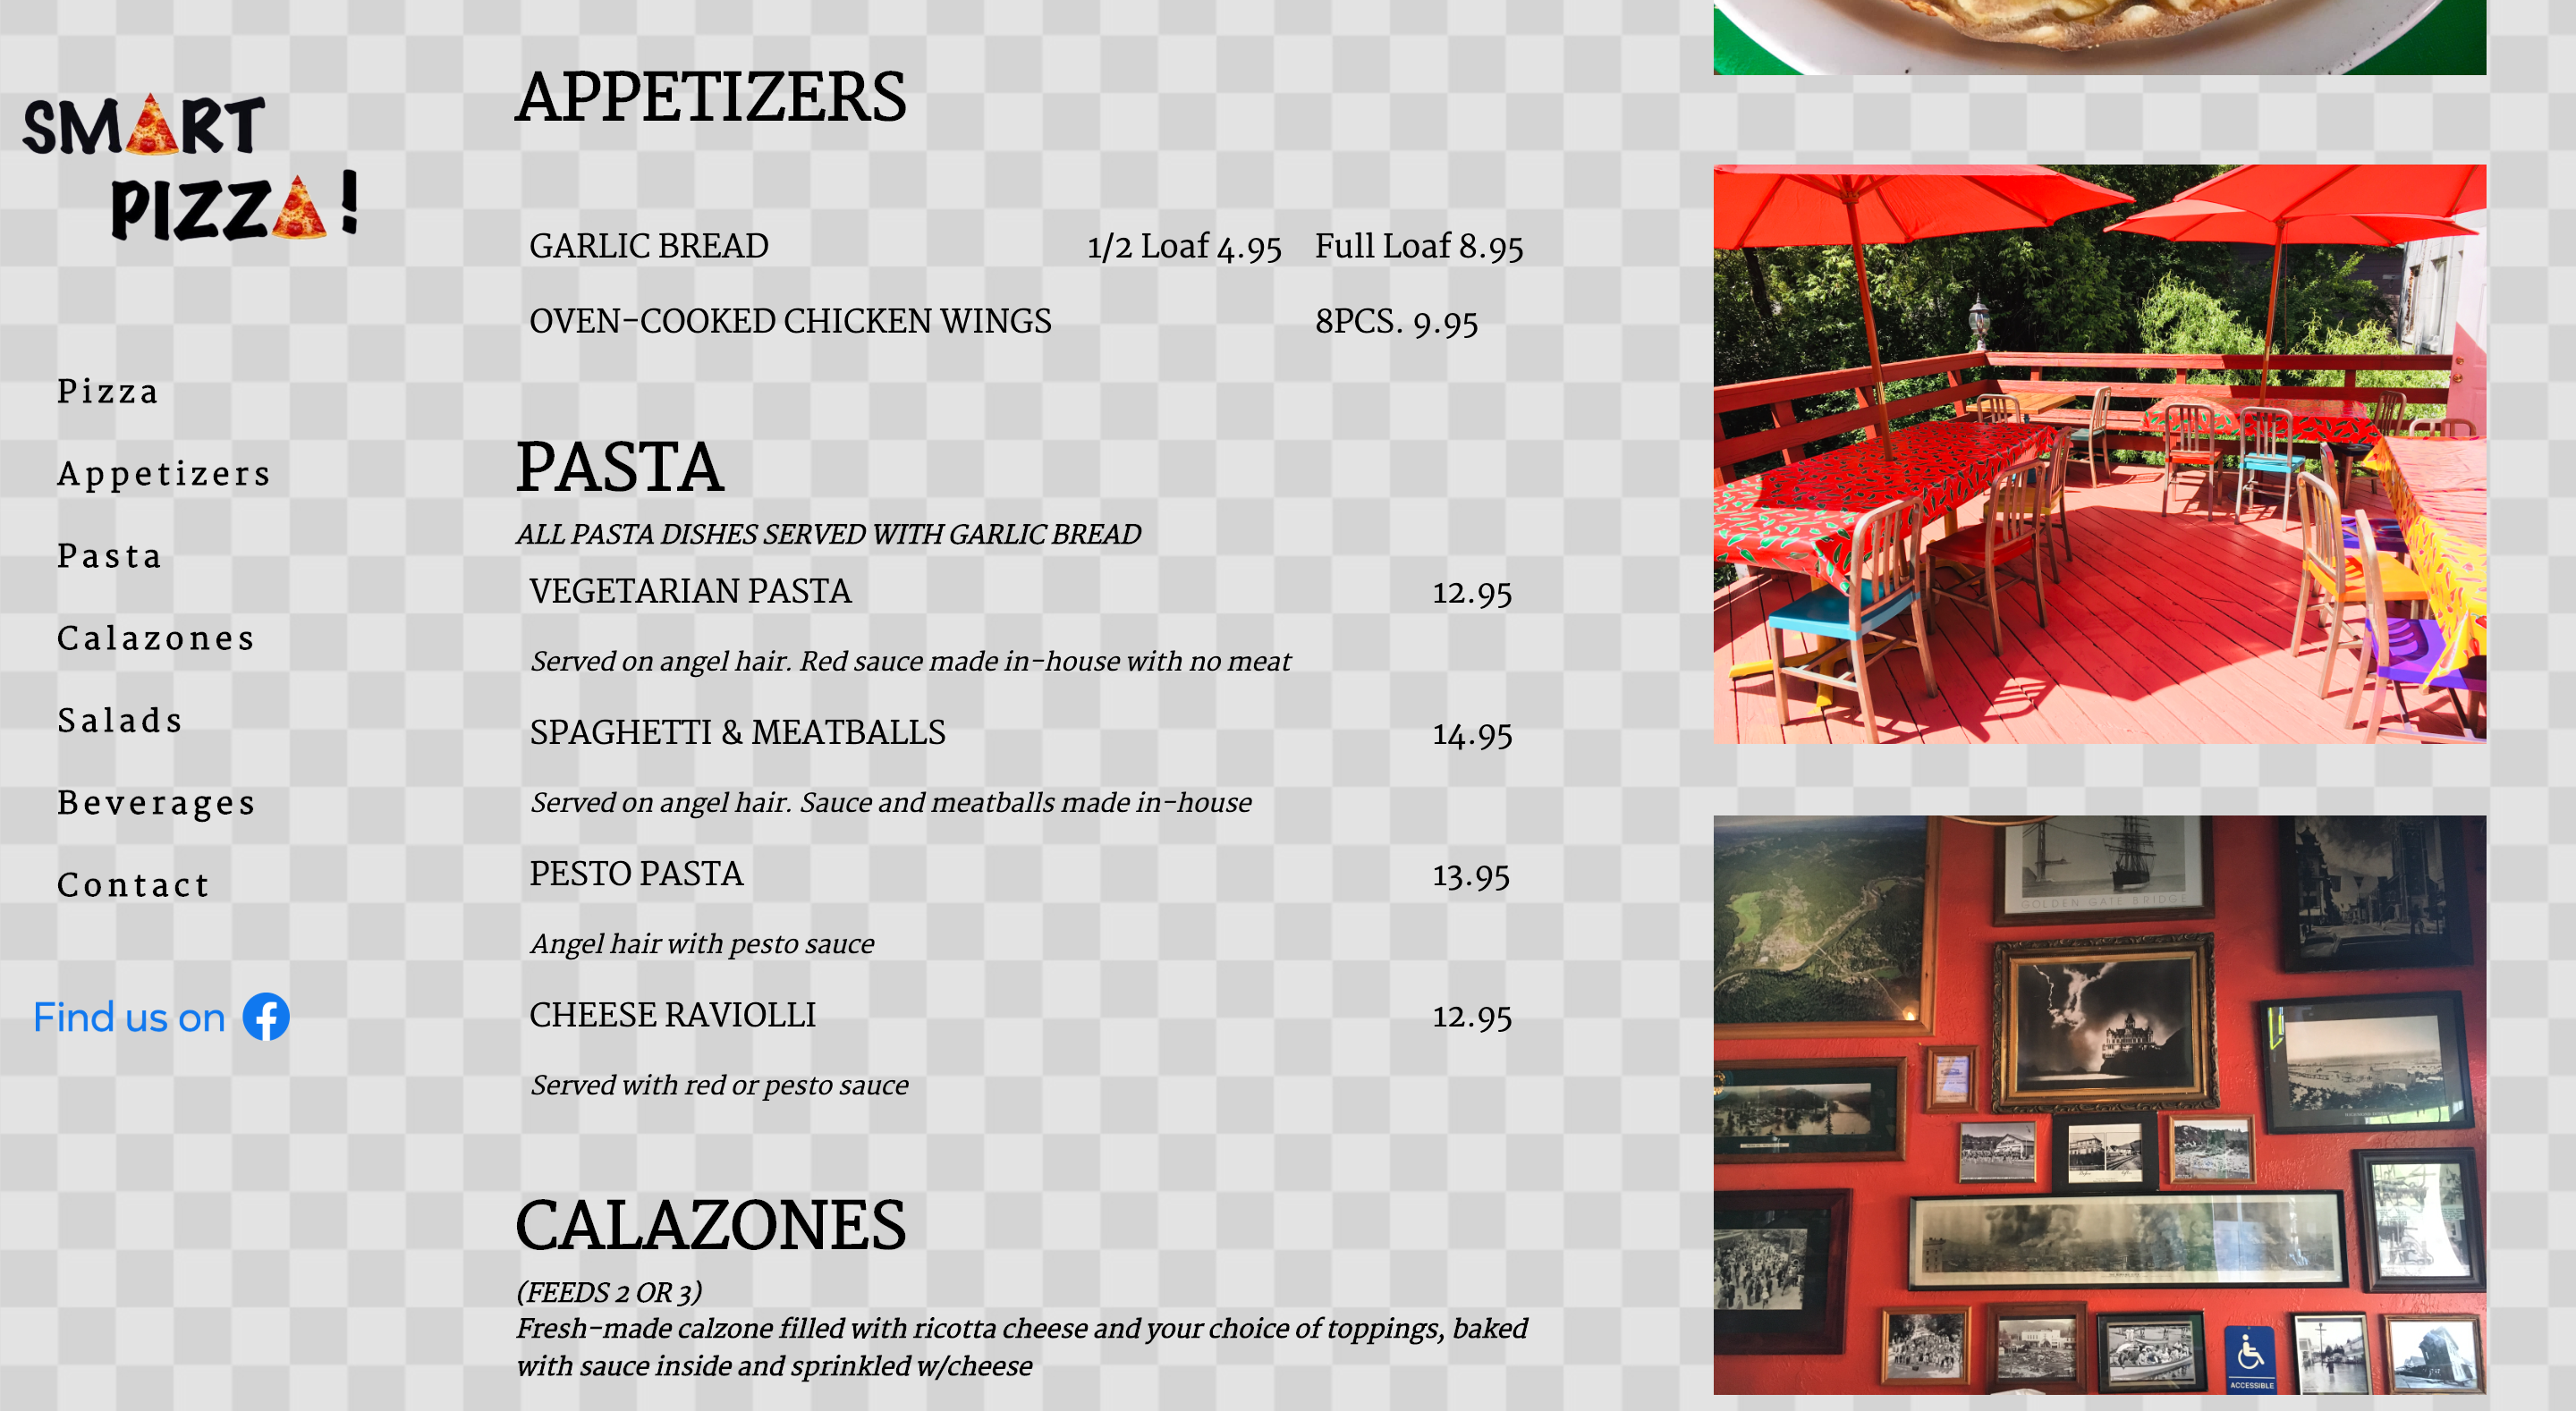 SMART
PIZZA!
Pizza
Appetizers
Pasta
Calazones
Salads
Beverages
Contact
Find us on
APPETIZERS
GARLIC BREAD 1/2 Loaf 4.95 Full Loaf 8.95
OVEN-COOKED CHICKEN WINGS 8PCS. 9.95
PASTA
ALL PASTA DISHES SERVED WITH GARLIC BREAD
VEGETARIAN PASTA 12.95
Served on angel hair. Red sauce made in-house with no meat
SPAGHETTI & MEATBALLS 14.95
Served on angel hair. Sauce and meatballs made in-house
PESTO PASTA 13.95
Angel hair with pesto sauce
CHEESE RAVIOLLI 12.95
Served with red or pesto sauce
CALAZONES
(FEEDS 2 OR 3)
Fresh-made calzone filled with ricotta cheese and your choice of toppings, baked
with sauce inside and sprinkled w/cheese
GOLDEN GATE BRIDGE
ACCESSIBLE